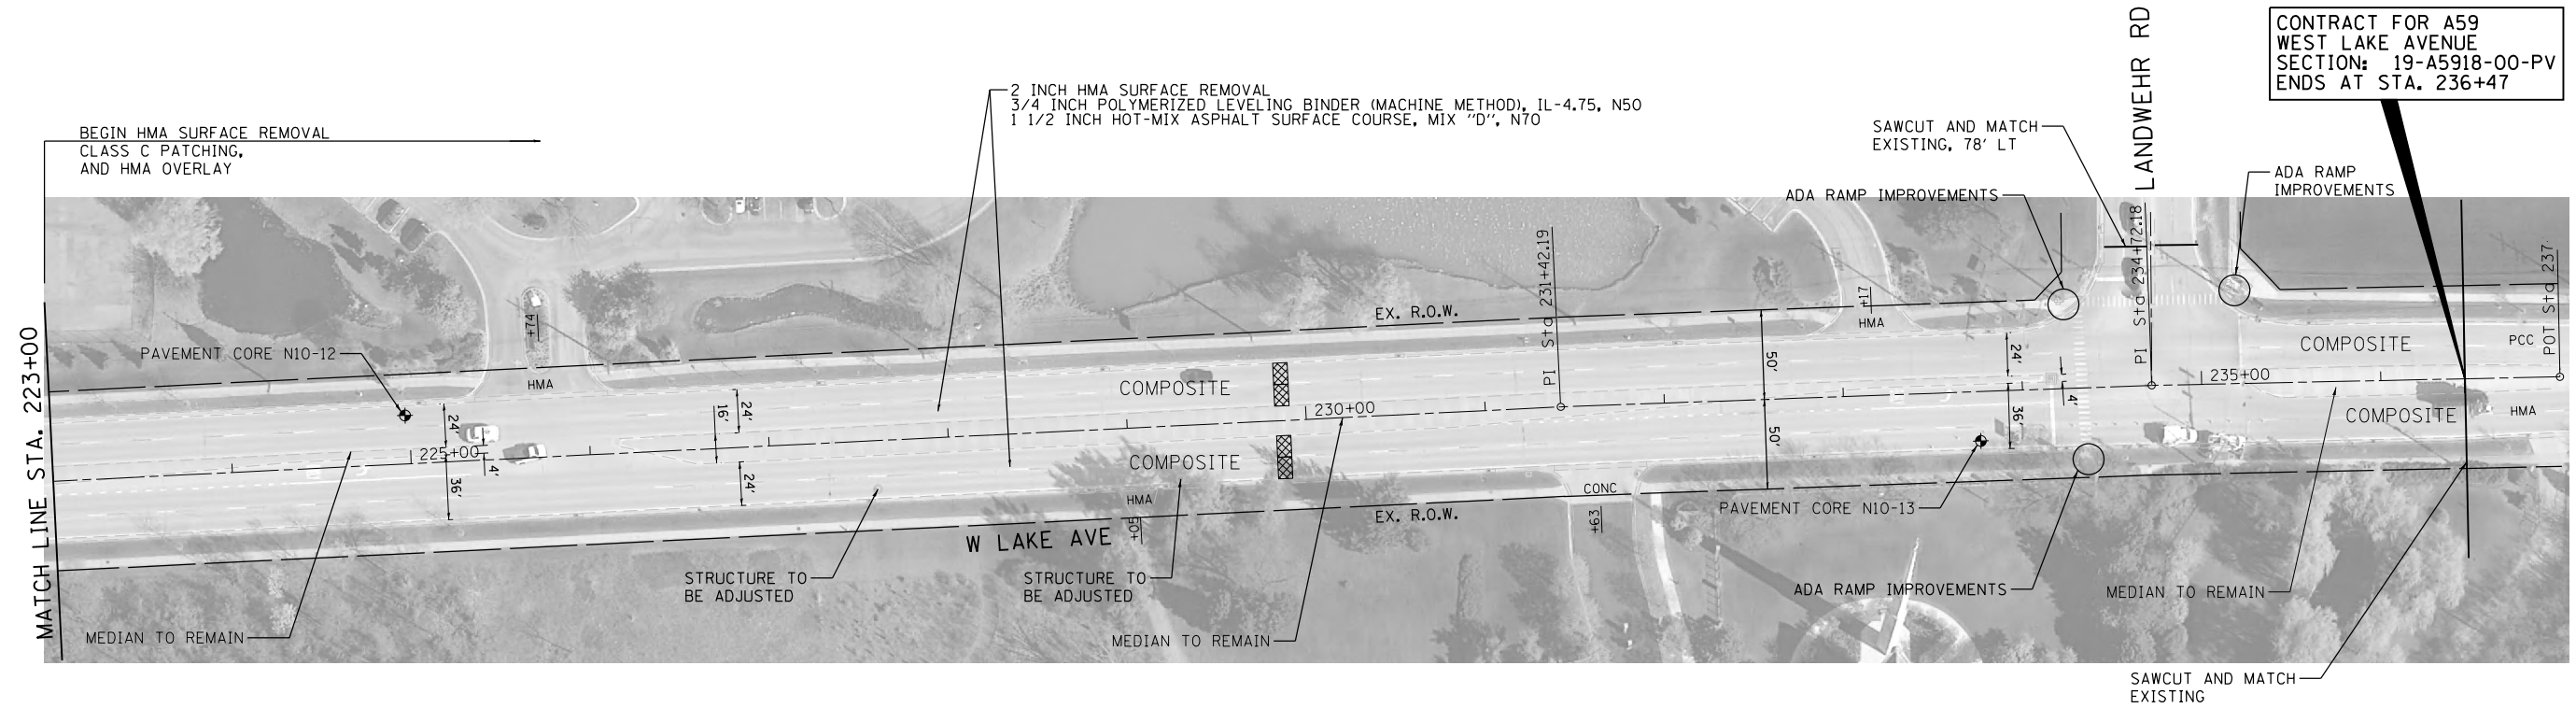 CONTRACT FOR A59
WEST LAKE AVENUE
SECTION: 19-A5918-00-PV
ENDS AT STA. 236+47
LANDWEHR RD
2 INCH HMA SURFACE REMOVAL
3/4 INCH POLYMERIZED LEVELING BINDER (MACHINE METHOD), IL-4.75, N50
1 1/2 INCH HOT-MIX ASPHALT SURFACE COURSE, MIX "D", N70
BEGIN HMA SURFACE REMOVAL
CLASS C PATCHING,
AND HMA OVERLAY
SAWCUT AND MATCH
EXISTING, 78' LT
ADA RAMP IMPROVEMENTS
ADA RAMP
IMPROVEMENTS
MATCH LINE STA. 223+00
PAVEMENT CORE N10-12
+74
HMA
24'
225+00
4'
36'
16'
24'
24'
COMPOSITE
COMPOSITE
EX. R.O.W.
230+00
PI Sta 231+42.19
50'
50'
+17
HMA
24'
36'
4'
PI Sta 234+72.18
235+00
COMPOSITE
COMPOSITE
PCC
HMA
POT Sta 237
HMA
+05
W LAKE AVE
EX. R.O.W.
CONC
+63
PAVEMENT CORE N10-13
STRUCTURE TO
BE ADJUSTED
STRUCTURE TO
BE ADJUSTED
ADA RAMP IMPROVEMENTS
MEDIAN TO REMAIN
MEDIAN TO REMAIN
MEDIAN TO REMAIN
SAWCUT AND MATCH
EXISTING